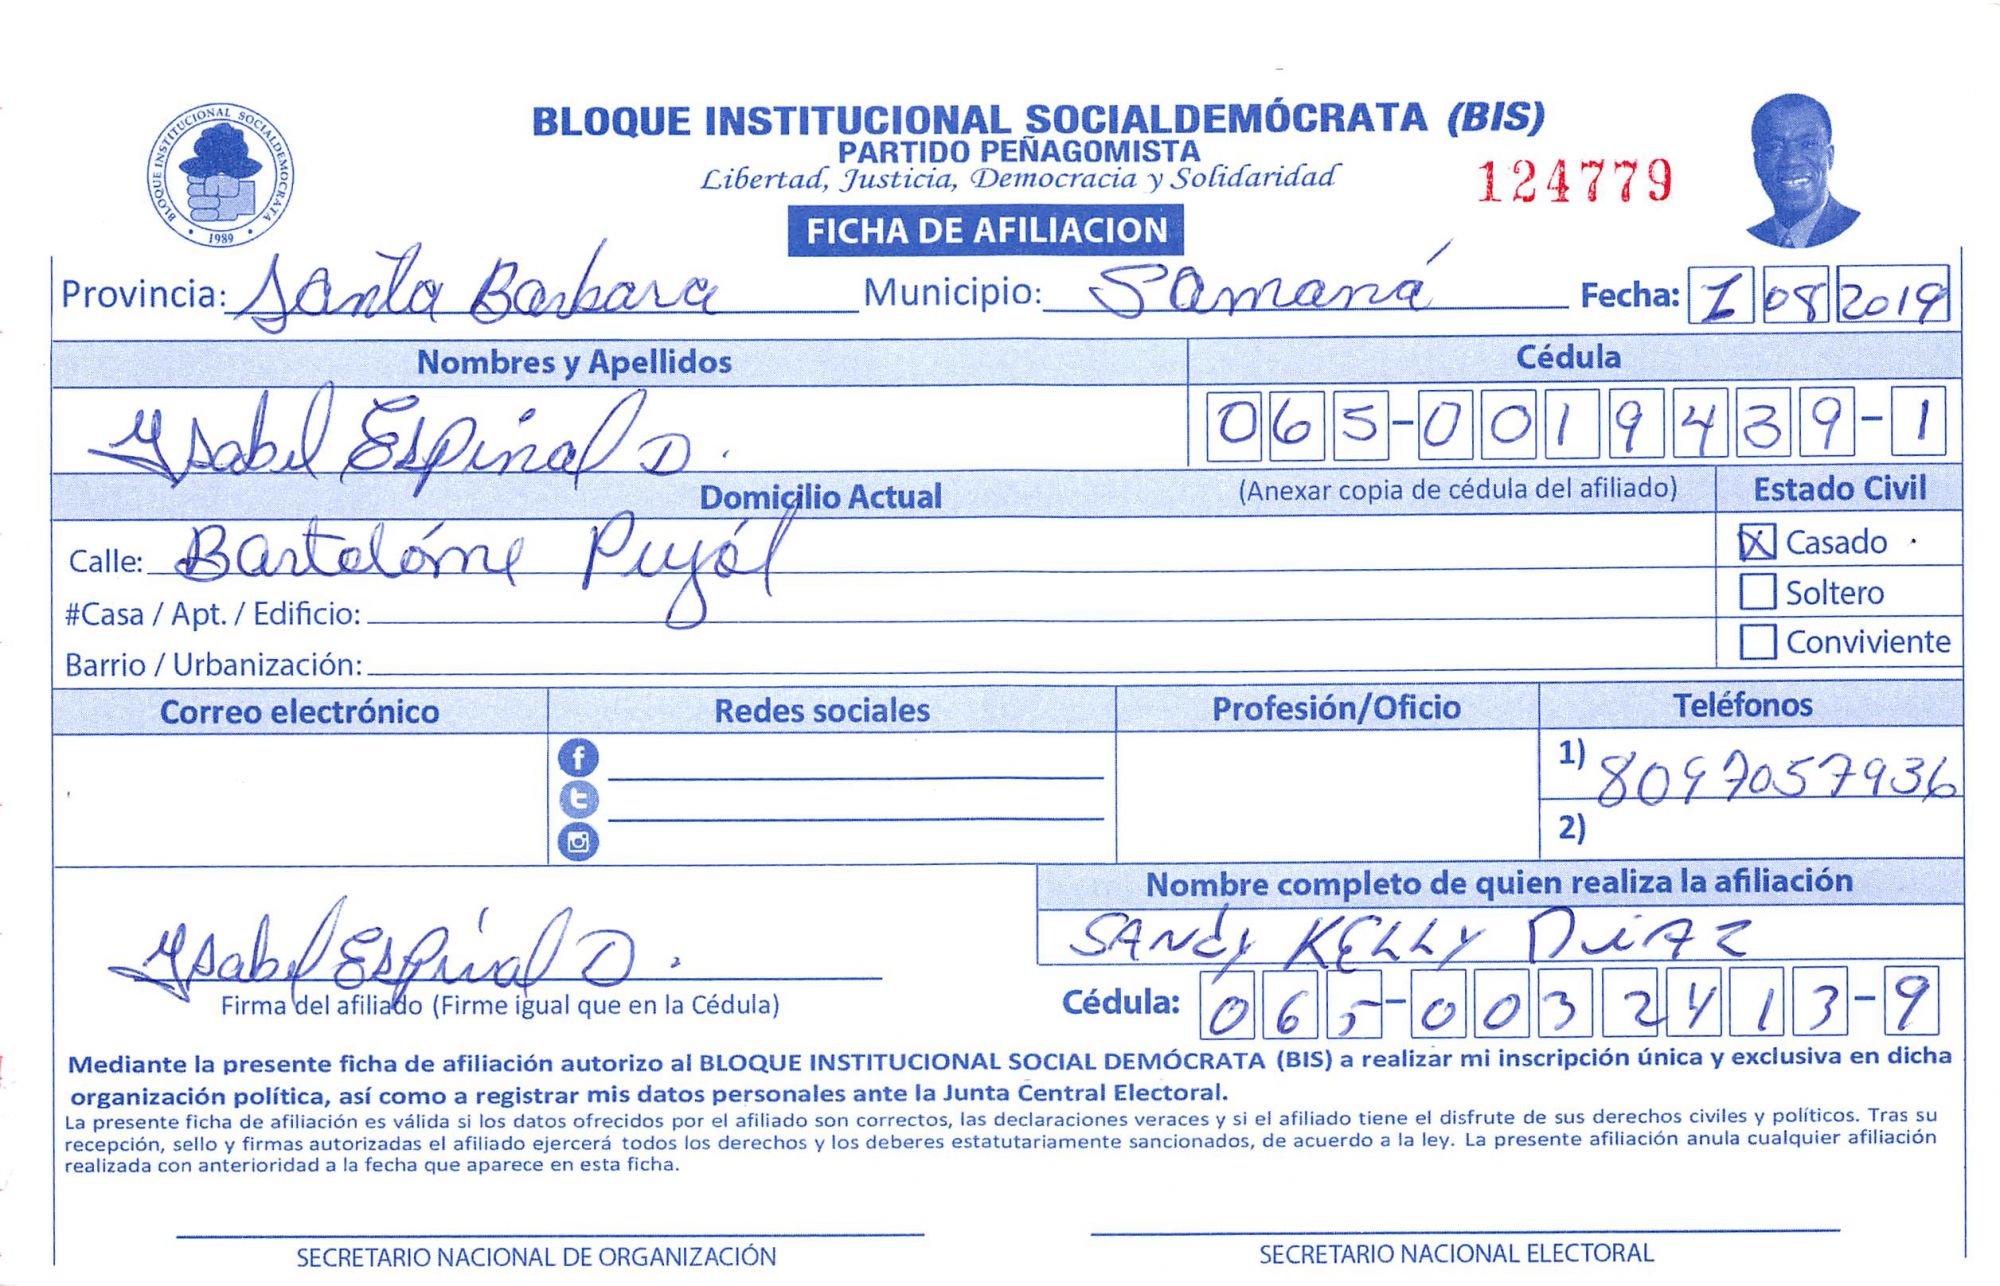 BLOQUE INSTITUCIONAL SOCIALDEMOCRATA
1989
BLOQUE INSTITUCIONAL SOCIALDEMÓCRATA (BIS)
PARTIDO PEÑAGOMISTA
Libertad, Justicia, Democracia y Solidaridad
124779
FICHA DE AFILIACION
Provincia: Santa Barbara Municipio: Samaná Fecha: 1 08 2019
Nombres y Apellidos Cédula
Ysabel Espinal D. 065-0019439-1
Domicilio Actual (Anexar copia de cédula del afiliado) Estado Civil
Calle: Bartolóme Pujól X Casado
#Casa / Apt. / Edificio: Soltero
Barrio / Urbanización: Conviviente
Correo electrónico Redes sociales Profesión/Oficio Teléfonos
1) 8097057936
2)
Nombre completo de quien realiza la afiliación
Ysabel Espinal D. SANdy KELLY DiAZ
Firma del afiliado (Firme igual que en la Cédula) Cédula: 065-0032413-9
Mediante la presente ficha de afiliación autorizo al BLOQUE INSTITUCIONAL SOCIAL DEMÓCRATA (BIS) a realizar mi inscripción única y exclusiva en dicha
organización política, así como a registrar mis datos personales ante la Junta Central Electoral.
La presente ficha de afiliación es válida si los datos ofrecidos por el afiliado son correctos, las declaraciones veraces y si el afiliado tiene el disfrute de sus derechos civiles y políticos. Tras su
recepción, sello y firmas autorizadas el afiliado ejercerá todos los derechos y los deberes estatutariamente sancionados, de acuerdo a la ley. La presente afiliación anula cualquier afiliación
realizada con anterioridad a la fecha que aparece en esta ficha.
SECRETARIO NACIONAL DE ORGANIZACIÓN SECRETARIO NACIONAL ELECTORAL